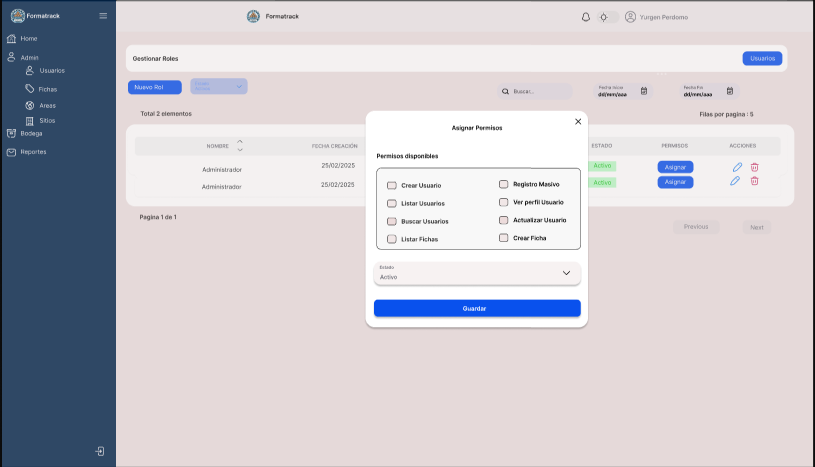 Formatrack
Formatrack
Yurgen Perdomo
Home
Admin
Usuarios
Fichas
Areas
Sitios
Bodega
Reportes
Gestionar Roles
Usuarios
Nuavo Rol
Buscar...
Fecha Inicio
dd/mm/aaa
Fecha Fin
dd/mm/aaa
Total 2 elementos
Filas por pagina : 5
NOMBRE
FECHA CREACIÓN
ESTADO
PERMISOS
ACCIONES
Administrador
25/02/2025
Activo
Asignar
Administrador
25/02/2025
Activo
Asignar
Pagina 1 de 1
Previous
Next
Asignar Permisos
Permisos disponibles
Crear Usuario
Registro Masivo
Listar Usuarios
Ver perfil Usuario
Buscar Usuarios
Actualizar Usuario
Listar Fichas
Crear Ficha
Estado
Activo
Guardar